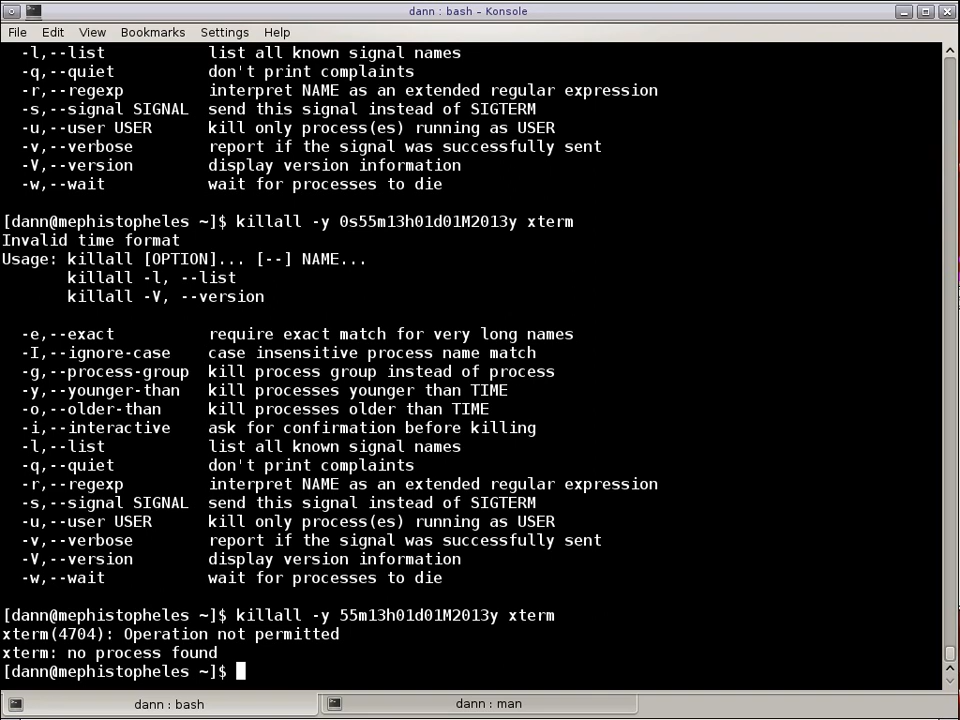 dann : bash - Konsole
File Edit View Bookmarks Settings Help
-l,--list list all known signal names
-q,--quiet don't print complaints
-r,--regexp interpret NAME as an extended regular expression
-s,--signal SIGNAL send this signal instead of SIGTERM
-u,--user USER kill only process(es) running as USER
-v,--verbose report if the signal was successfully sent
-V,--version display version information
-w,--wait wait for processes to die
[dann@mephistopheles ~]$ killall -y 0s55m13h01d01M2013y xterm
Invalid time format
Usage: killall [OPTION]... [--] NAME...
killall -l, --list
killall -V, --version
-e,--exact require exact match for very long names
-I,--ignore-case case insensitive process name match
-g,--process-group kill process group instead of process
-y,--younger-than kill processes younger than TIME
-o,--older-than kill processes older than TIME
-i,--interactive ask for confirmation before killing
-l,--list list all known signal names
-q,--quiet don't print complaints
-r,--regexp interpret NAME as an extended regular expression
-s,--signal SIGNAL send this signal instead of SIGTERM
-u,--user USER kill only process(es) running as USER
-v,--verbose report if the signal was successfully sent
-V,--version display version information
-w,--wait wait for processes to die
[dann@mephistopheles ~]$ killall -y 55m13h01d01M2013y xterm
xterm(4704): Operation not permitted
xterm: no process found
[dann@mephistopheles ~]$
dann : bash dann : man